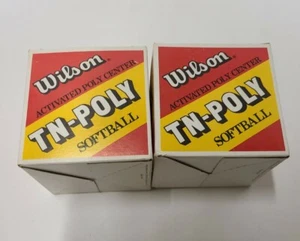 Wilson
ACTIVATED POLY CENTER
TN-POLY
SOFTBALL
Wilson
ACTIVATED POLY CENTER
TN-POLY
SOFTBALL